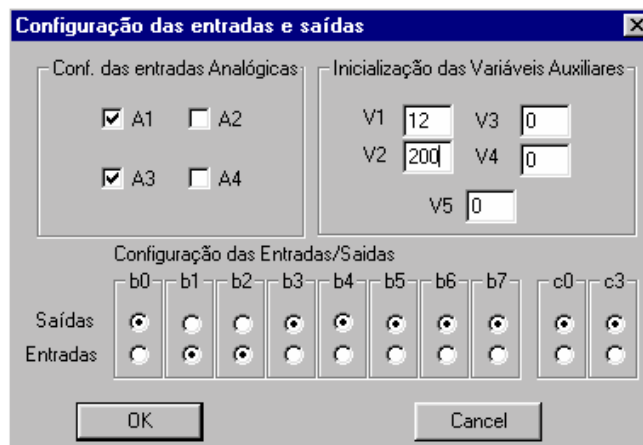 Configuração das entradas e saídas
Conf. das entradas Analógicas
A1 A2
A3 A4
Inicialização das Variáveis Auxiliares
V1 12 V3 0
V2 200 V4 0
V5 0
Configuração das Entradas/Saidas
b0 b1 b2 b3 b4 b5 b6 b7 c0 c3
Saídas
Entradas
OK Cancel